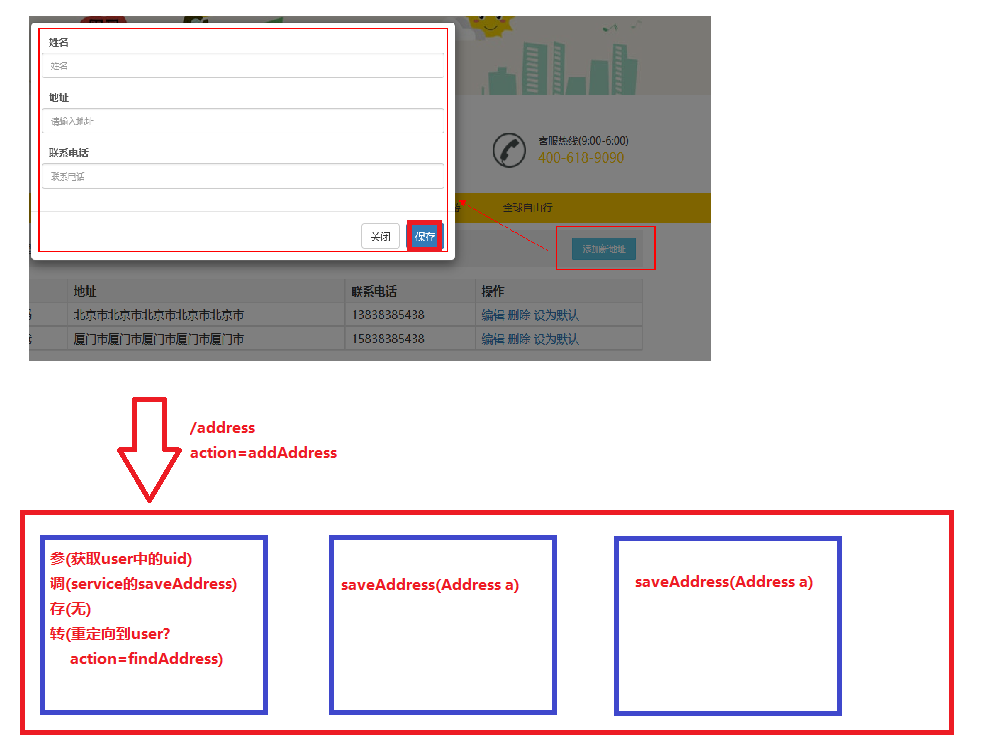 姓名
姓名
地址
请输入地址
联系电话
联系电话
关闭
保存
客服热线(9:00-6:00)
400-618-9090
全球自由行
添加新地址
地址
联系电话
操作
北京市北京市北京市北京市北京市
13838385438
编辑 删除 设为默认
厦门市厦门市厦门市厦门市厦门市
15838385438
编辑 删除 设为默认
/address
action=addAddress
参(获取user中的uid)
调(service的saveAddress)
存(无)
转(重定向到user?
action=findAddress)
saveAddress(Address a)
saveAddress(Address a)